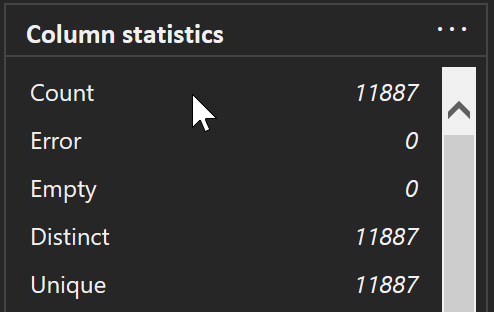 Column statistics ...
Count 11887
Error 0
Empty 0
Distinct 11887
Unique 11887